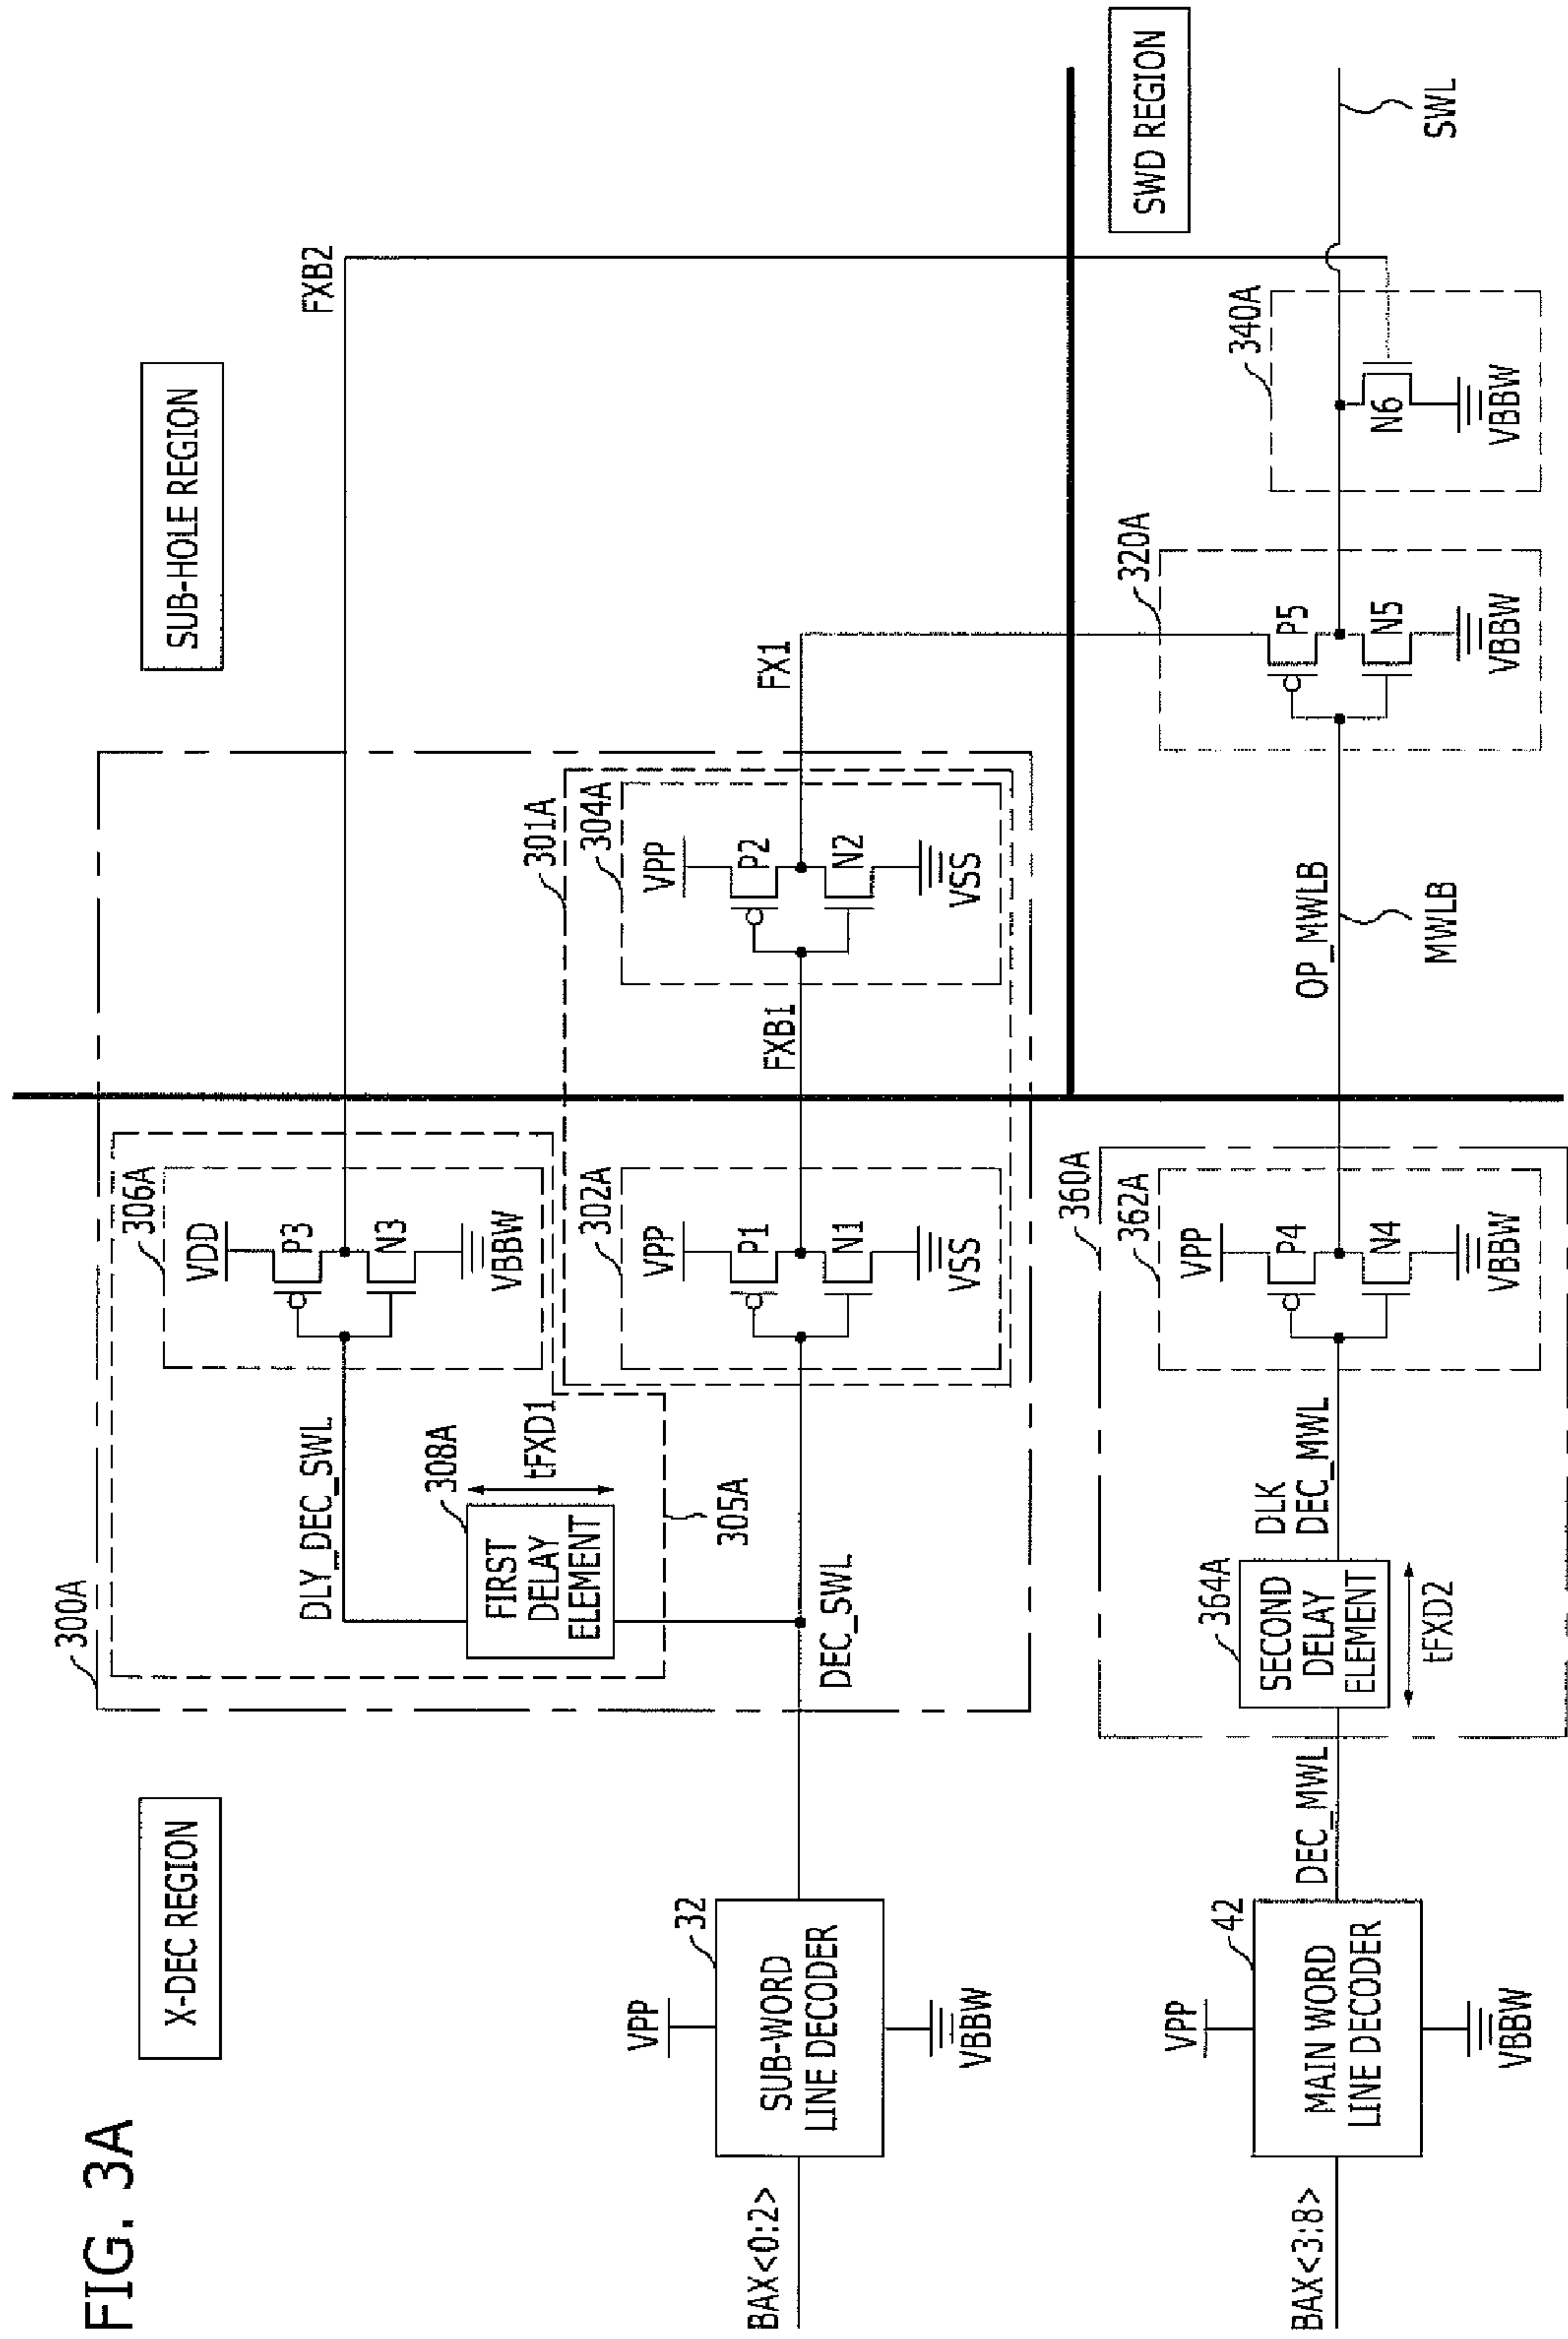 FIG. 3A
X-DEC REGION
SUB-HOLE REGION
SWD REGION
300A
306A
VDD
P3
N3
VBBW
FXB2
DLY_DEC_SWL
308A
FIRST
DELAY
ELEMENT
tFXD1
305A
301A
302A
VPP
P1
N1
VSS
FXB1
304A
VPP
P2
N2
VSS
FX1
BAX<0:2>
VPP
32
SUB-WORD
LINE DECODER
VBBW
DEC_SWL
BAX<3:8>
VPP
42
MAIN WORD
LINE DECODER
VBBW
DEC_MWL
364A
SECOND
DELAY
ELEMENT
tFXD2
DLK
DEC_MWL
360A
362A
VPP
P4
N4
VBBW
OP_MWLB
MWLB
320A
P5
N5
VBBW
340A
N6
VBBW
SWL